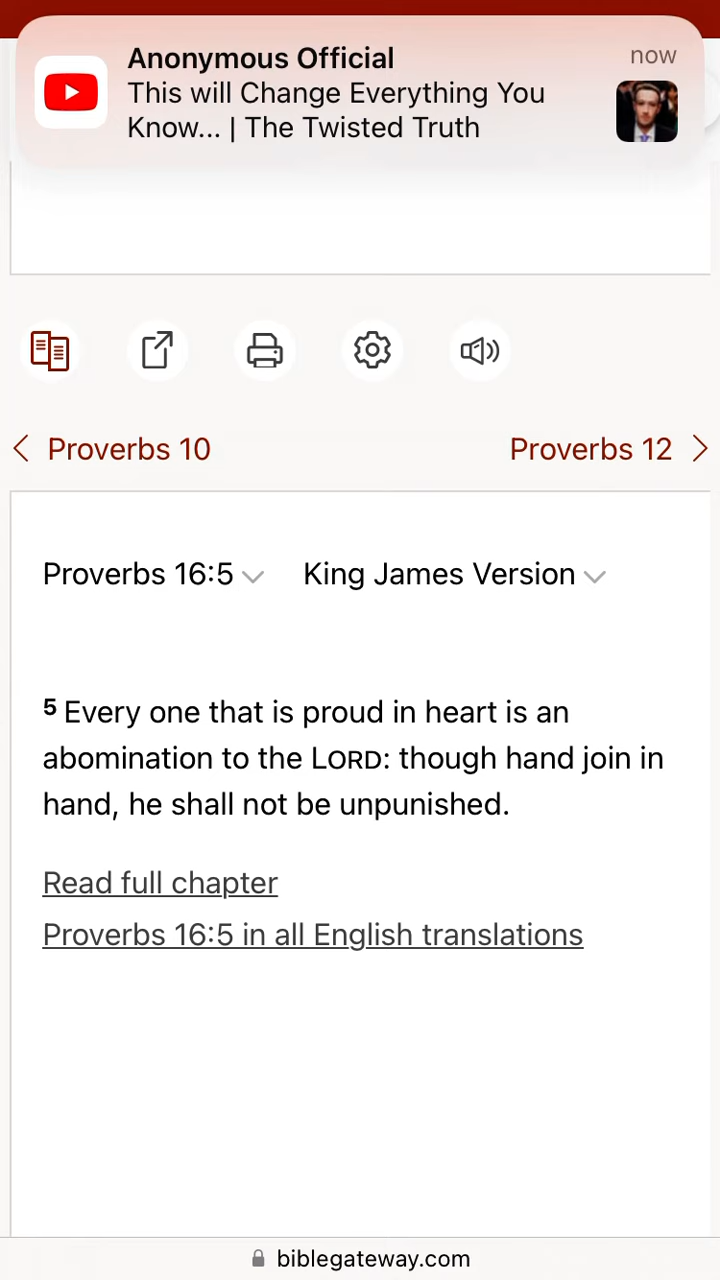 Anonymous Official
now
This will Change Everything You
Know... | The Twisted Truth
Proverbs 10
Proverbs 12
Proverbs 16:5
King James Version
5 Every one that is proud in heart is an
abomination to the LORD: though hand join in
hand, he shall not be unpunished.
Read full chapter
Proverbs 16:5 in all English translations
biblegateway.com